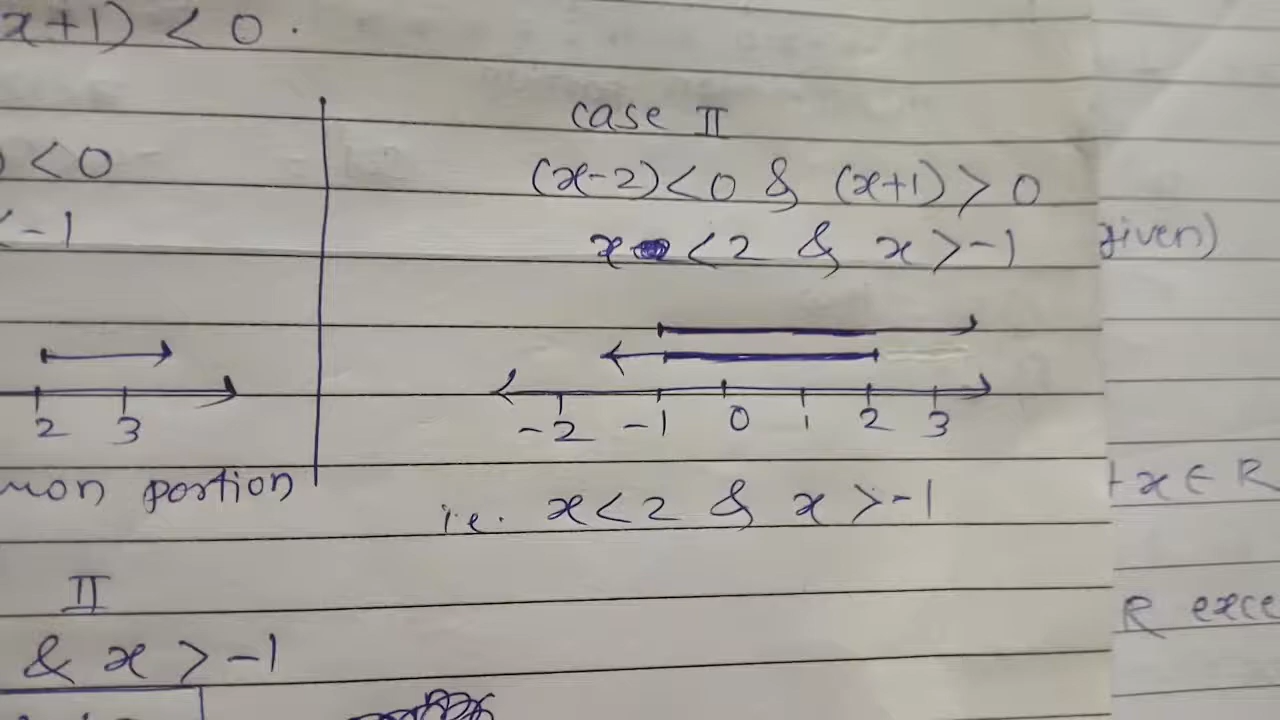 x+1) < 0.
case II
) < 0
(x-2) < 0 & (x+1) > 0
< -1
x < 2 & x > -1
given)
2 3
-2 -1 0 1 2 3
mon portion
i.e. x < 2 & x > -1
x ∈ R
II
R exce
& x > -1